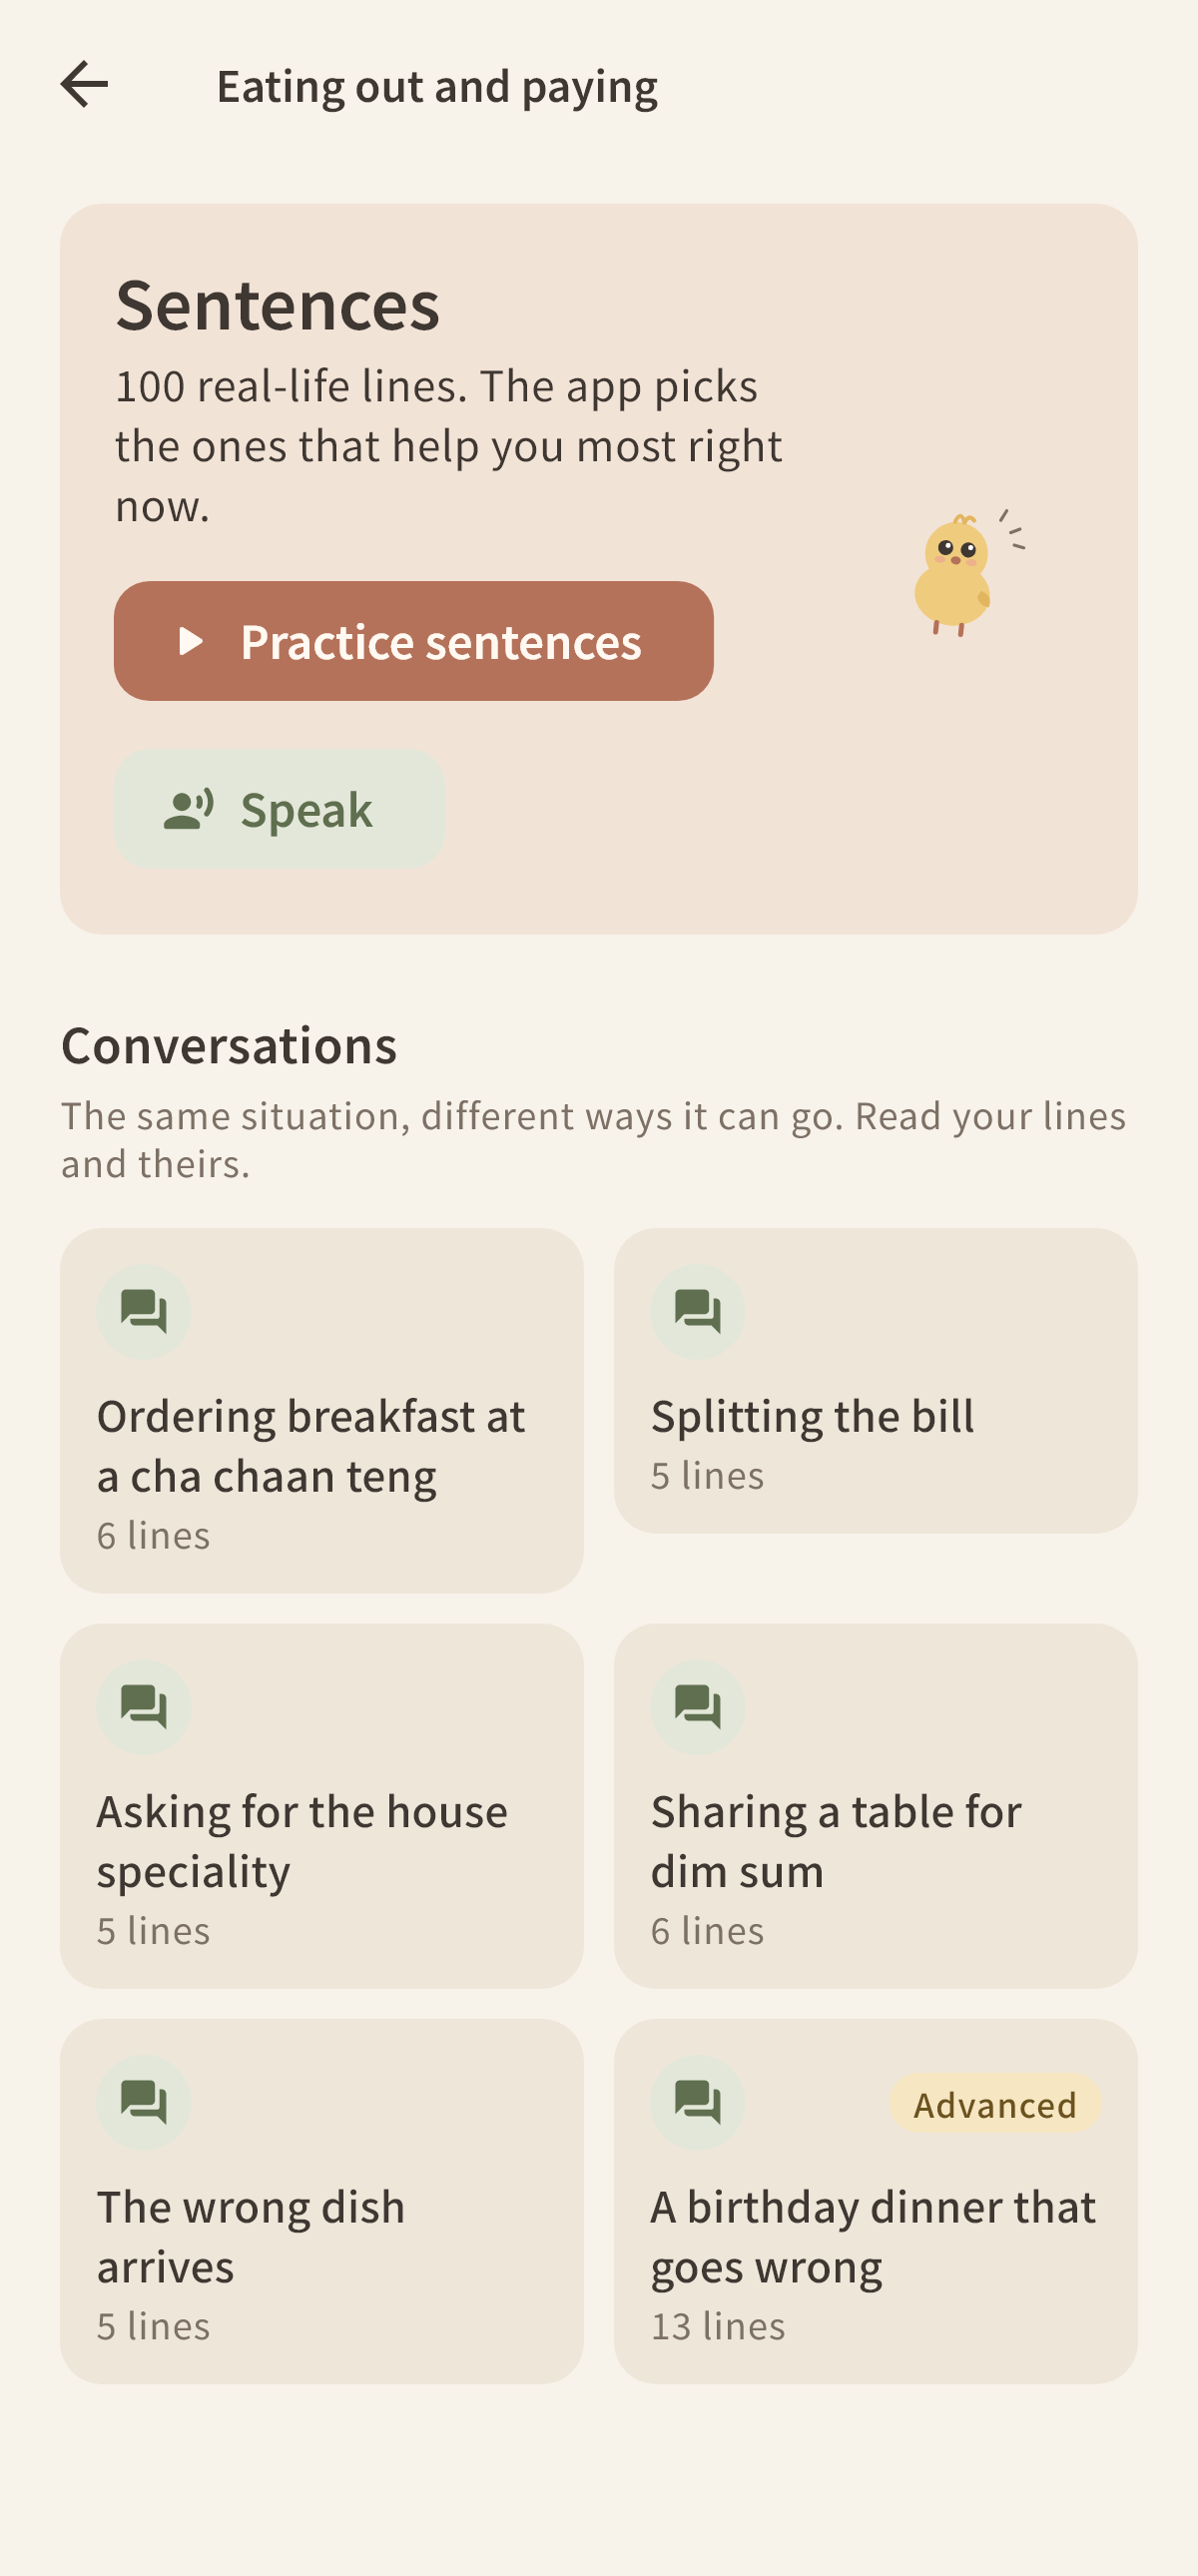 Eating out and paying
Sentences
100 real-life lines. The app picks
the ones that help you most right
now.
Practice sentences
Speak
Conversations
The same situation, different ways it can go. Read your lines
and theirs.
Ordering breakfast at
a cha chaan teng
6 lines
Splitting the bill
5 lines
Asking for the house
speciality
5 lines
Sharing a table for
dim sum
6 lines
The wrong dish
arrives
5 lines
Advanced
A birthday dinner that
goes wrong
13 lines